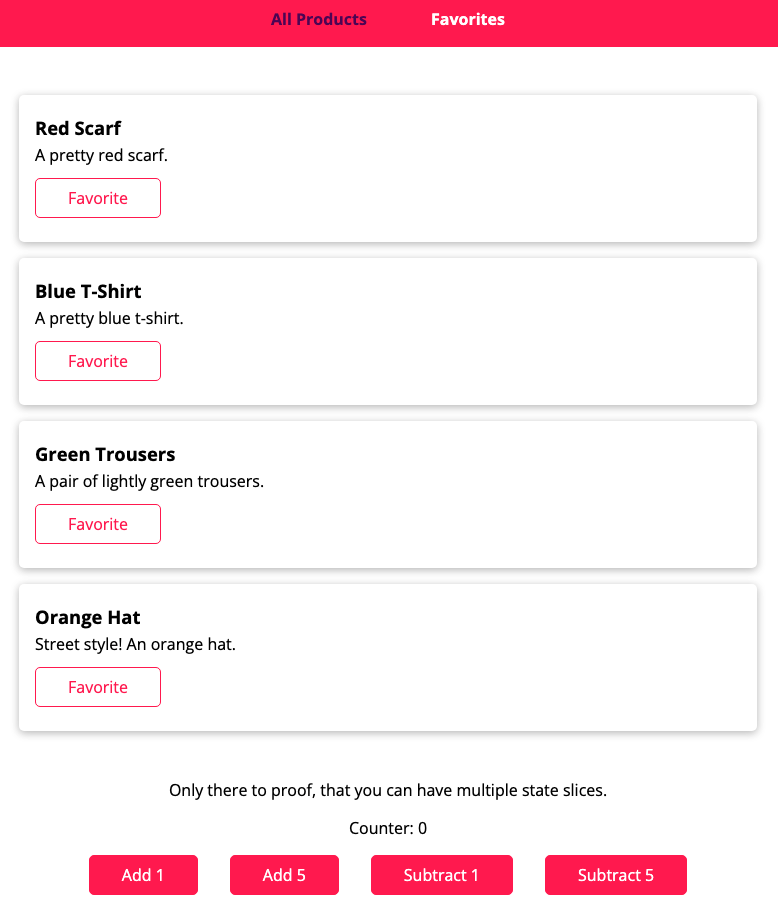 All Products Favorites
Red Scarf
A pretty red scarf.
Favorite
Blue T-Shirt
A pretty blue t-shirt.
Favorite
Green Trousers
A pair of lightly green trousers.
Favorite
Orange Hat
Street style! An orange hat.
Favorite
Only there to proof, that you can have multiple state slices.
Counter: 0
Add 1 Add 5 Subtract 1 Subtract 5